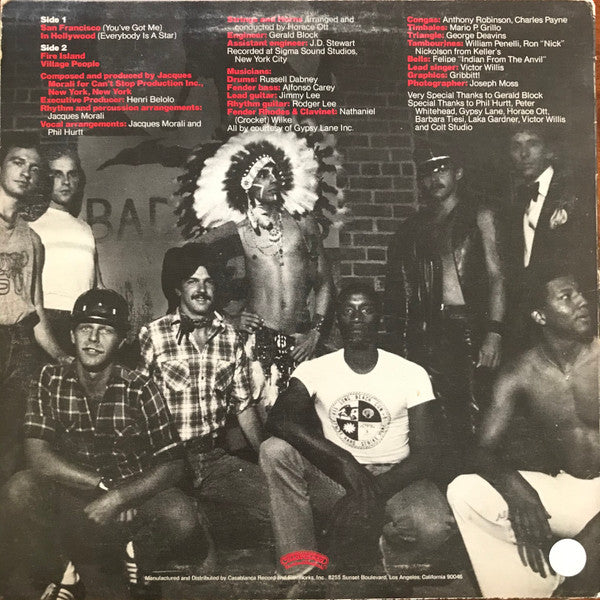 Side 1
San Francisco (You've Got Me)
In Hollywood (Everybody Is A Star)
Side 2
Fire Island
Village People
Composed and produced by Jacques
Morali for Can't Stop Production Inc.,
New York, New York
Executive Producer: Henri Belolo
Rhythm and percussion arrangements:
Jacques Morali
Vocal arrangements: Jacques Morali and
Phil Hurtt
Strings and Horns arranged and
conducted by Horace Ott
Engineer: Gerald Block
Assistant engineer: J.D. Stewart
Recorded at Sigma Sound Studios,
New York City
Musicians:
Drums: Russell Dabney
Fender bass: Alfonso Carey
Lead guitar: Jimmy Lee
Rhythm guitar: Rodger Lee
Fender Rhodes & Clavinet: Nathaniel
(Crocket) Wilke
All by courtesy of Gypsy Lane Inc.
Congas: Anthony Robinson, Charles Payne
Timbales: Mario P. Grillo
Triangle: George Deavins
Tambourines: William Penelli, Ron "Nick"
Nickolson from Keller's
Bells: Felipe "Indian From The Anvil"
Lead singer: Victor Willis
Graphics: Gribbitt!
Photographer: Joseph Moss
Very Special Thanks to Gerald Block
Special Thanks to Phil Hurtt, Peter
Whitehead, Gypsy Lane, Horace Ott,
Barbara Tiesi, Laka Gardner, Victor Willis
and Colt Studio
BAD
Manufactured and Distributed by Casablanca Record and FilmWorks, Inc. 8255 Sunset Boulevard, Los Angeles, California 90046